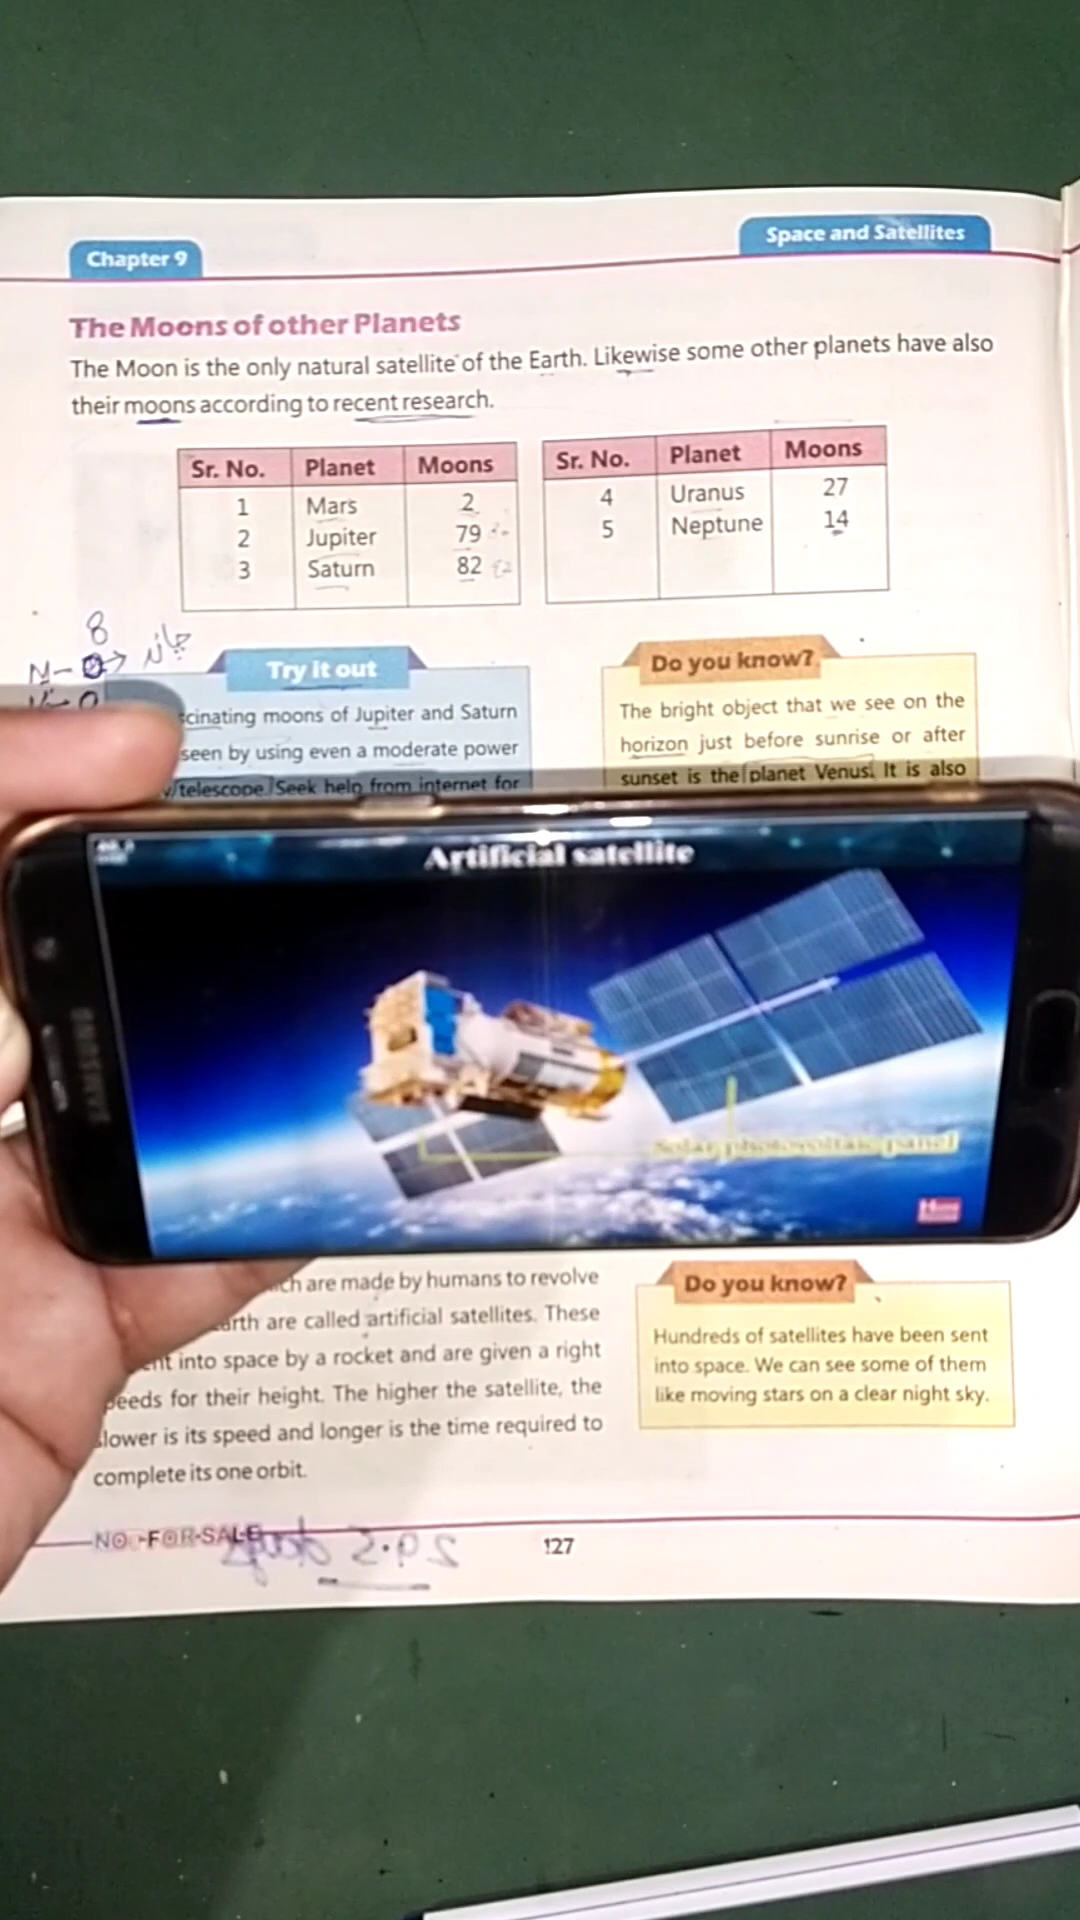 Chapter 9
Space and Satellites
The Moons of other Planets
The Moon is the only natural satellite of the Earth. Likewise some other planets have also
their moons according to recent research.
Sr. No. Planet Moons
1 Mars 2
2 Jupiter 79
3 Saturn 82
Sr. No. Planet Moons
4 Uranus 27
5 Neptune 14
8
N-
چاند
Try it out
cinating moons of Jupiter and Saturn
seen by using even a moderate power
telescope. Seek help from internet for
Do you know?
The bright object that we see on the
horizon just before sunrise or after
sunset is the planet Venus. It is also
Artificial satellite
Solar photovoltaic panel
SAMSUNG
ch are made by humans to revolve
arth are called artificial satellites. These
nt into space by a rocket and are given a right
peeds for their height. The higher the satellite, the
slower is its speed and longer is the time required to
complete its one orbit.
Do you know?
Hundreds of satellites have been sent
into space. We can see some of them
like moving stars on a clear night sky.
NO -FOR-SALE
127